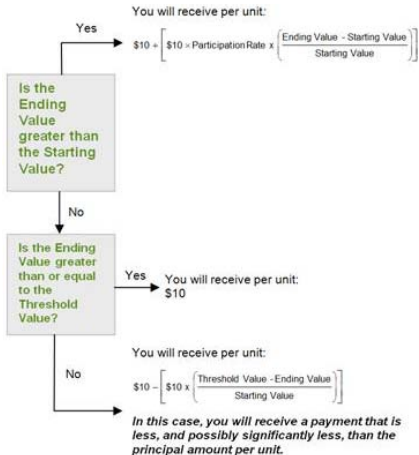 You will receive per unit:
Yes
$10 + [ $10 × Participation Rate x ( Ending Value - Starting Value
Starting Value ) ]
Is the
Ending
Value
greater than
the Starting
Value?
No
Is the Ending
Value greater
than or equal
to the
Threshold
Value?
Yes
You will receive per unit:
$10
You will receive per unit:
No
$10 − [ $10 x ( Threshold Value - Ending Value
Starting Value ) ]
In this case, you will receive a payment that is
less, and possibly significantly less, than the
principal amount per unit.